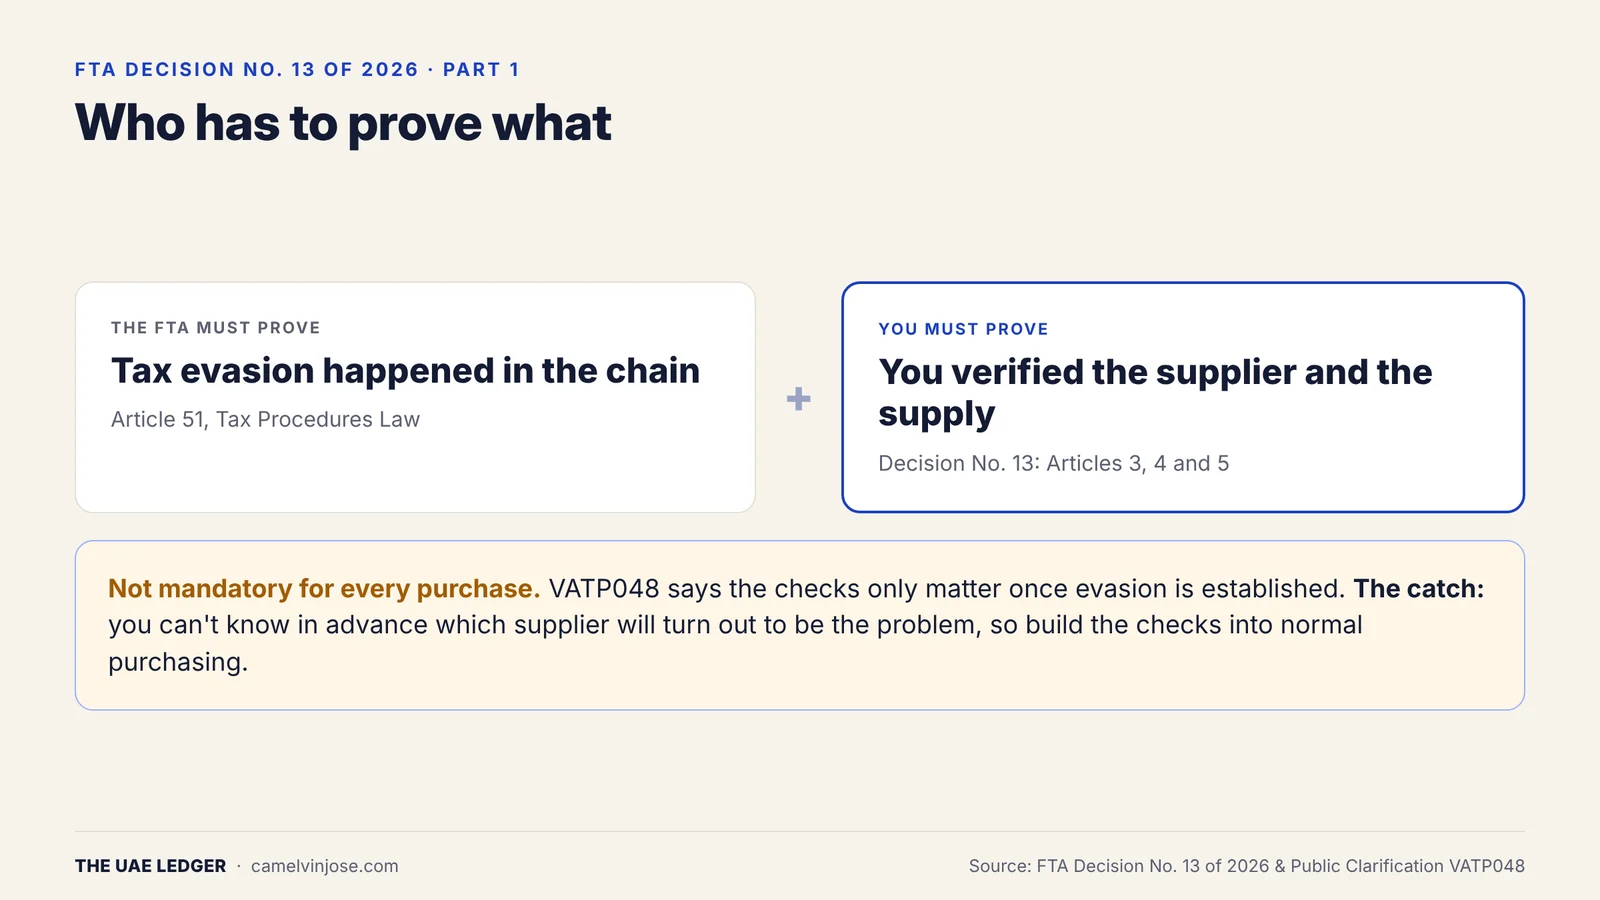 FTA DECISION NO. 13 OF 2026 · PART 1
Who has to prove what
THE FTA MUST PROVE
Tax evasion happened in the chain
Article 51, Tax Procedures Law
+
YOU MUST PROVE
You verified the supplier and the
supply
Decision No. 13: Articles 3, 4 and 5
Not mandatory for every purchase. VATP048 says the checks only matter once evasion is established. The catch:
you can't know in advance which supplier will turn out to be the problem, so build the checks into normal
purchasing.
THE UAE LEDGER · camelvinjose.com
Source: FTA Decision No. 13 of 2026 & Public Clarification VATP048